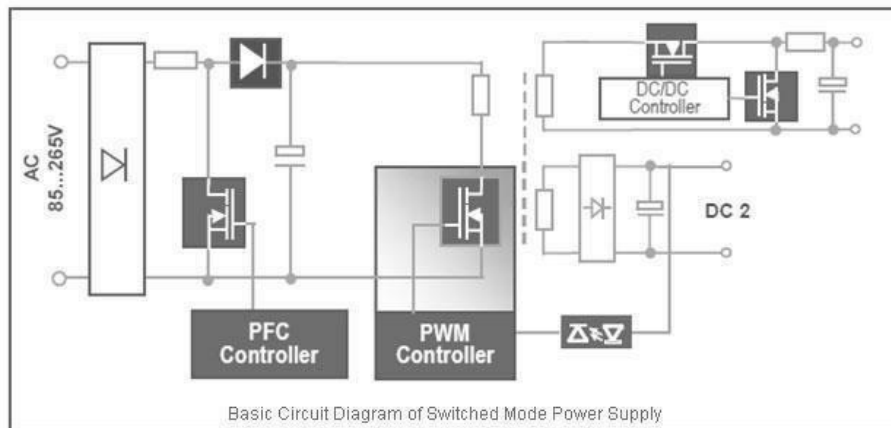 AC
85...265V
PFC
Controller
PWM
Controller
DC/DC
Controller
DC 2
Basic Circuit Diagram of Switched Mode Power Supply